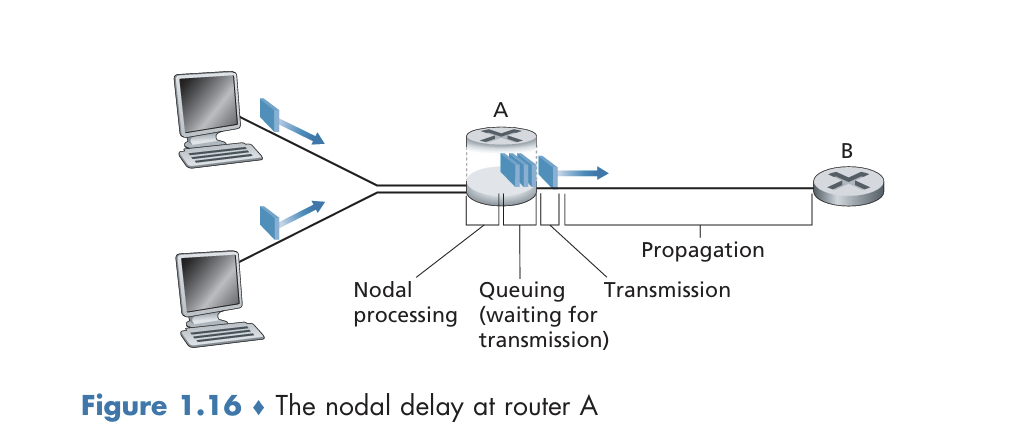 A
B
Propagation
Nodal
processing
Queuing
(waiting for
transmission)
Transmission
Figure 1.16 ♦ The nodal delay at router A